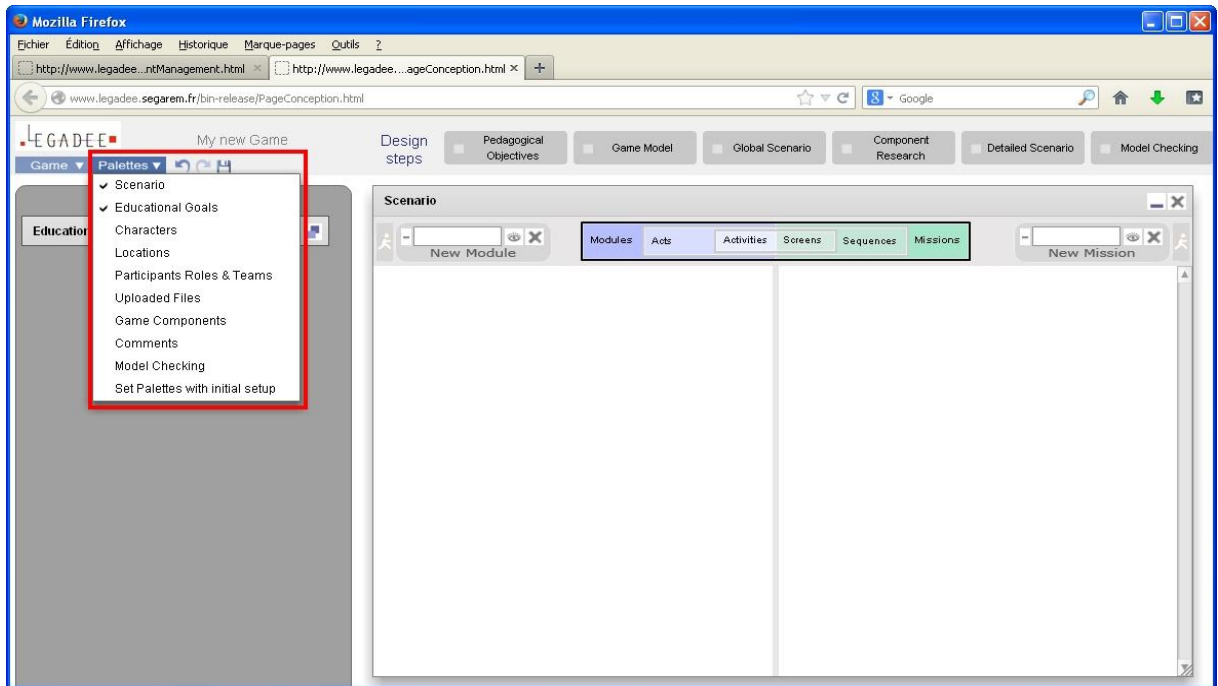 Mozilla Firefox
Fichier Édition Affichage Historique Marque-pages Outils ?
http://www.legadee...ntManagement.html × http://www.legadee....ageConception.html × +
www.legadee.segarem.fr/bin-release/PageConception.html Google
LEGADEE My new Game
Design steps
Pedagogical Objectives
Game Model
Global Scenario
Component Research
Detailed Scenario
Model Checking
Game Palettes
Scenario
Educational Goals
Characters
Locations
Participants Roles & Teams
Uploaded Files
Game Components
Comments
Model Checking
Set Palettes with initial setup
Education
Scenario
New Module
Modules Acts Activities Screens Sequences Missions
New Mission